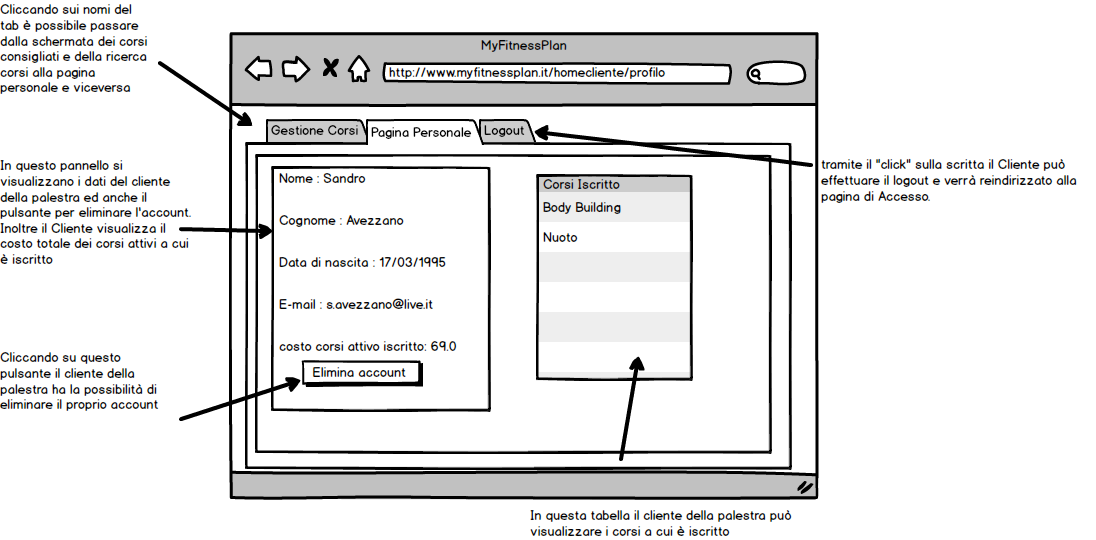 Cliccando sui nomi del
tab è possibile passare
dalla schermata dei corsi
consigliati e della ricerca
corsi alla pagina
personale e viceversa
MyFitnessPlan
http://www.myfitnessplan.it/homecliente/profilo
Gestione Corsi
Pagina Personale
Logout
In questo pannello si
visualizzano i dati del cliente
della palestra ed anche il
pulsante per eliminare l'account.
Inoltre il Cliente visualizza il
costo totale dei corsi attivi a cui
è iscritto
Nome : Sandro
Cognome : Avezzano
Data di nascita : 17/03/1995
E-mail : s.avezzano@live.it
costo corsi attivo iscritto: 69.0
Elimina account
Corsi Iscritto
Body Building
Nuoto
tramite il "click" sulla scritta il Cliente può
effettuare il logout e verrà reindirizzato alla
pagina di Accesso.
Cliccando su questo
pulsante il cliente della
palestra ha la possibilità di
eliminare il proprio account
In questa tabella il cliente della palestra può
visualizzare i corsi a cui è iscritto